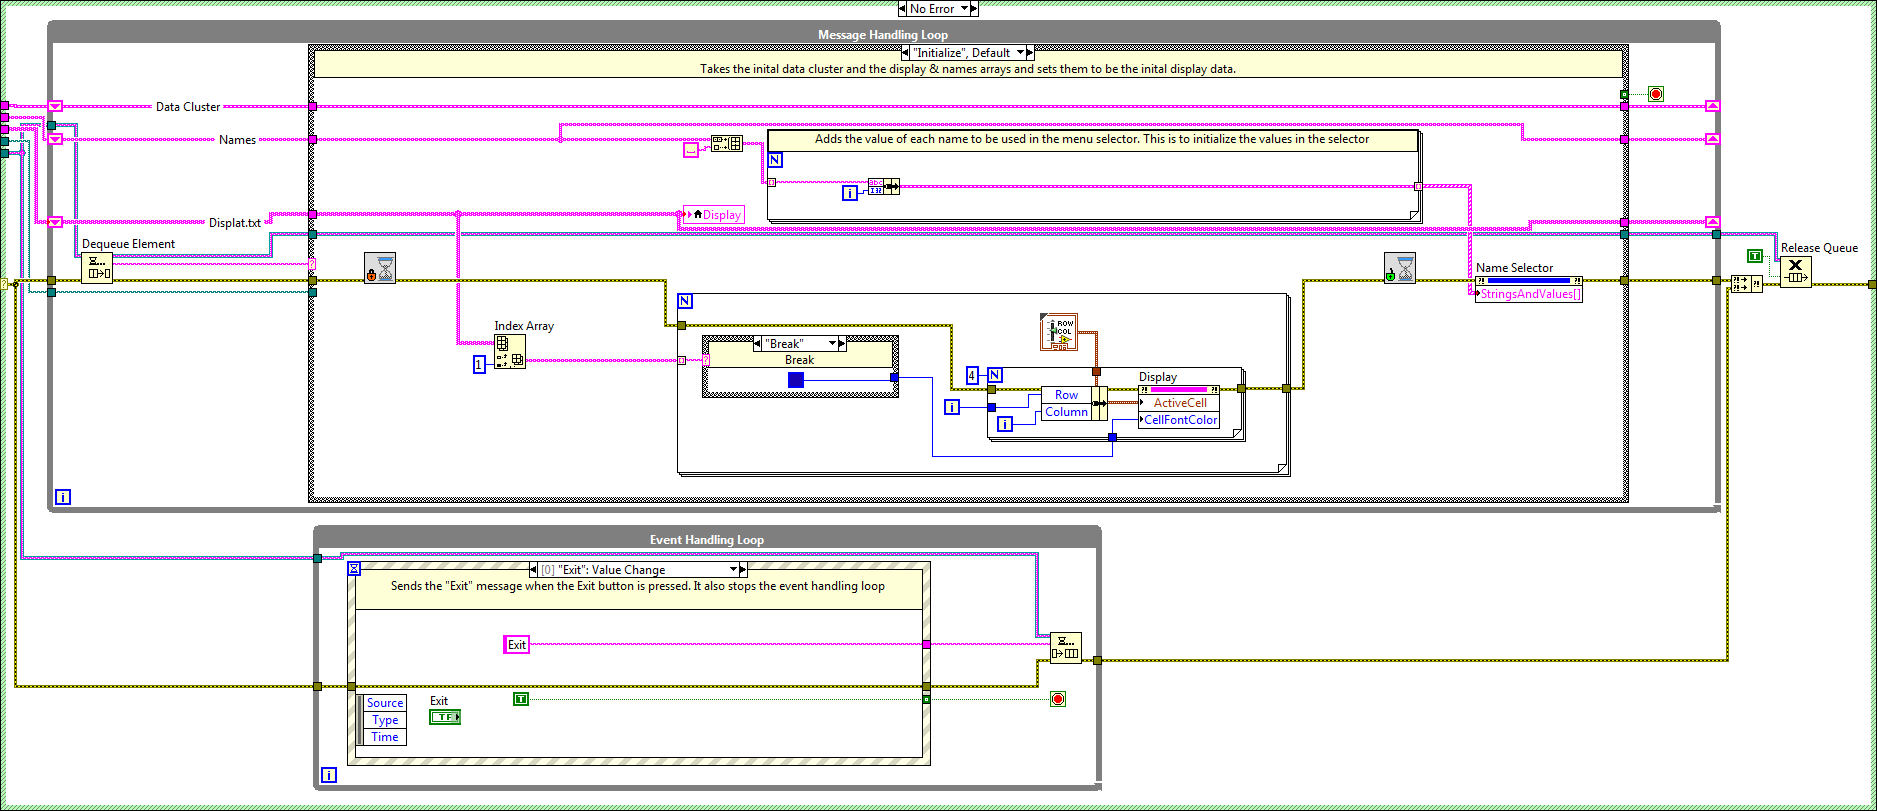 No Error
Message Handling Loop
"Initialize", Default
Takes the inital data cluster and the display & names arrays and sets them to be the inital display data.
Data Cluster
Names
Adds the value of each name to be used in the menu selector. This is to initialize the values in the selector
N
abc
i
Displat.txt
Display
Dequeue Element
Release Queue
T
Name Selector
StringsAndValues[]
N
Index Array
1
"Break"
Break
ROW
COL
4 N
Display
Row
ActiveCell
i
Column
CellFontColor
i
i
Event Handling Loop
[0] "Exit": Value Change
Sends the "Exit" message when the Exit button is pressed. It also stops the event handling loop
Exit
T
Source
Exit
Type
TF
Time
i